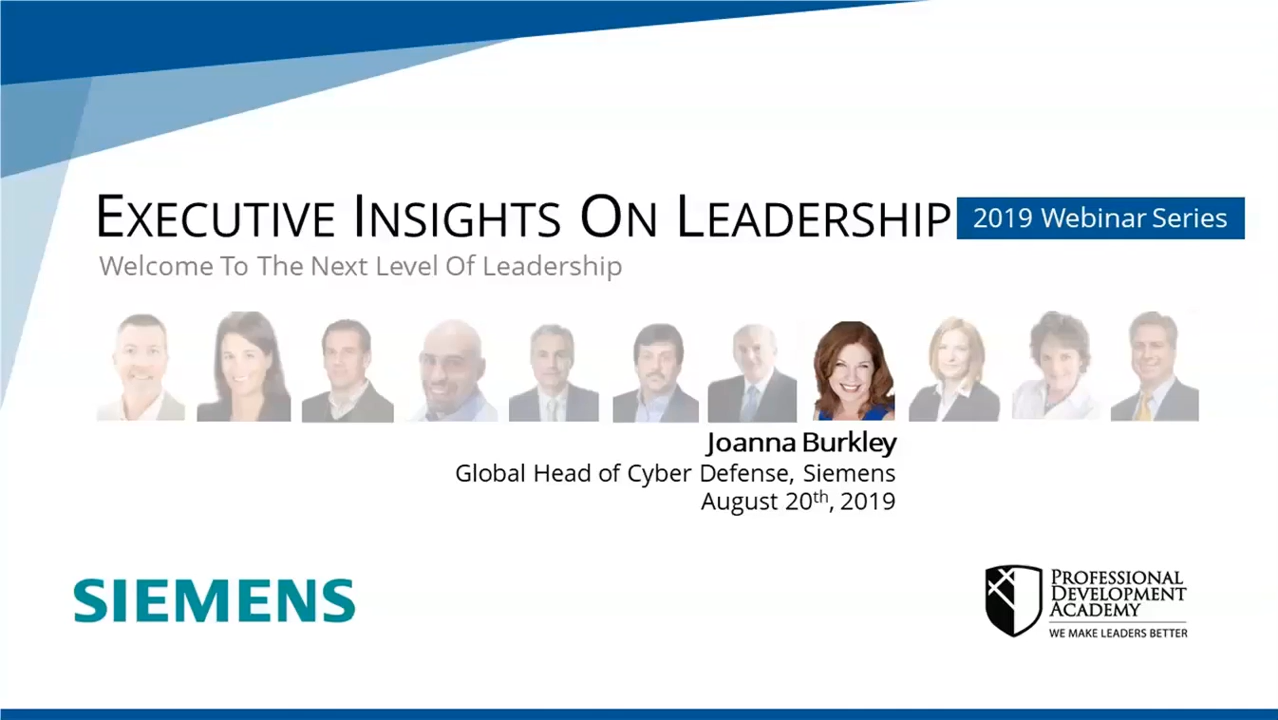 EXECUTIVE INSIGHTS ON LEADERSHIP 2019 Webinar Series
Welcome To The Next Level Of Leadership
Joanna Burkley
Global Head of Cyber Defense, Siemens
August 20th, 2019
SIEMENS
PROFESSIONAL
DEVELOPMENT
ACADEMY
WE MAKE LEADERS BETTER